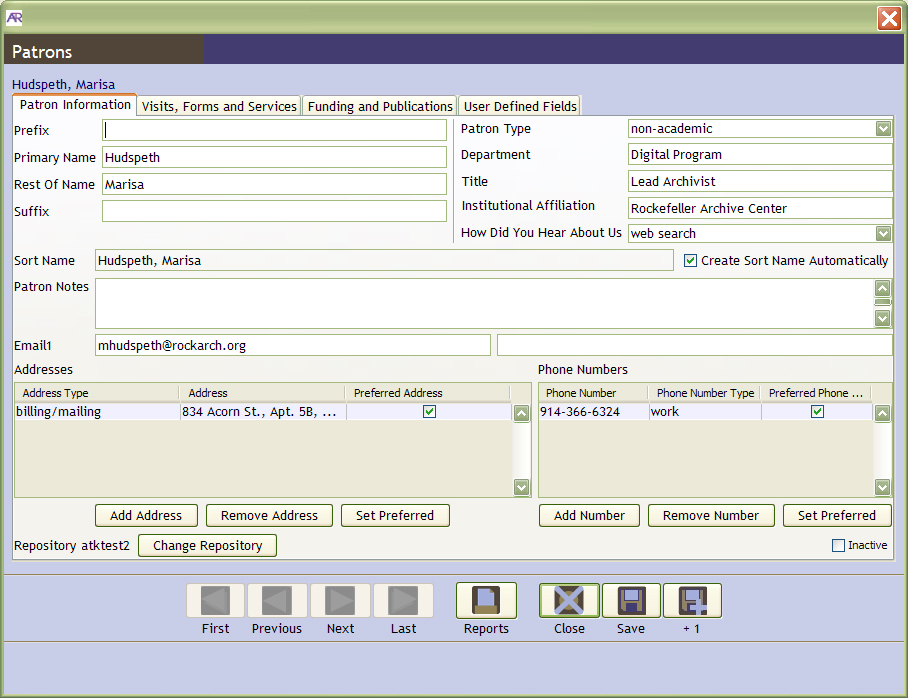 AR
Patrons
Hudspeth, Marisa
Patron Information Visits, Forms and Services Funding and Publications User Defined Fields
Prefix
Primary Name Hudspeth
Rest Of Name Marisa
Suffix
Patron Type non-academic
Department Digital Program
Title Lead Archivist
Institutional Affiliation Rockefeller Archive Center
How Did You Hear About Us web search
Sort Name Hudspeth, Marisa Create Sort Name Automatically
Patron Notes
Email1 mhudspeth@rockarch.org
Addresses
Address Type Address Preferred Address
billing/mailing 834 Acorn St., Apt. 5B, ...
Add Address Remove Address Set Preferred
Phone Numbers
Phone Number Phone Number Type Preferred Phone ...
914-366-6324 work
Add Number Remove Number Set Preferred
Repository atktest2 Change Repository Inactive
First Previous Next Last Reports Close Save + 1